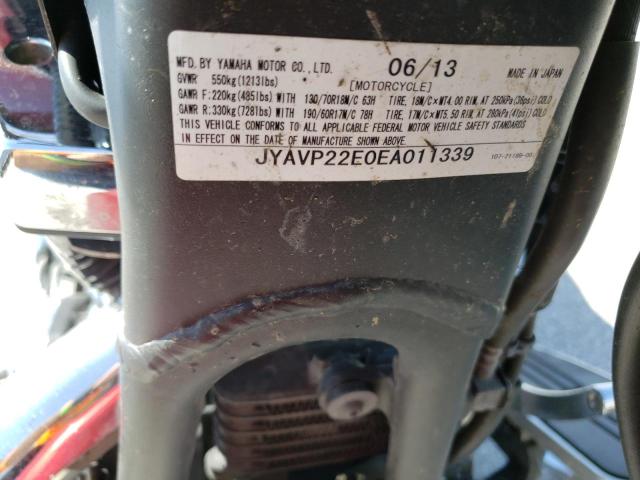 MFD. BY YAMAHA MOTOR CO., LTD. 06/13 MADE IN JAPAN
GVWR 550kg(1213lbs) [MOTORCYCLE]
GAWR F:220kg(485lbs) WITH 130/70R18M/C 63H TIRE, 18M/C×MT4.00 RIM, AT 250kPa(36psi) COLD
GAWR R:330kg(728lbs) WITH 190/60R17M/C 78H TIRE, 17M/C×MT5.50 RIM, AT 280kPa(41psi) COLD
THIS VEHICLE CONFORMS TO ALL APPLICABLE FEDERAL MOTOR VEHICLE SAFETY STANDARDS
IN EFFECT ON THE DATE OF MANUFACTURE SHOWN ABOVE.
JYAVP22E0EA011339 1D7-21186-00